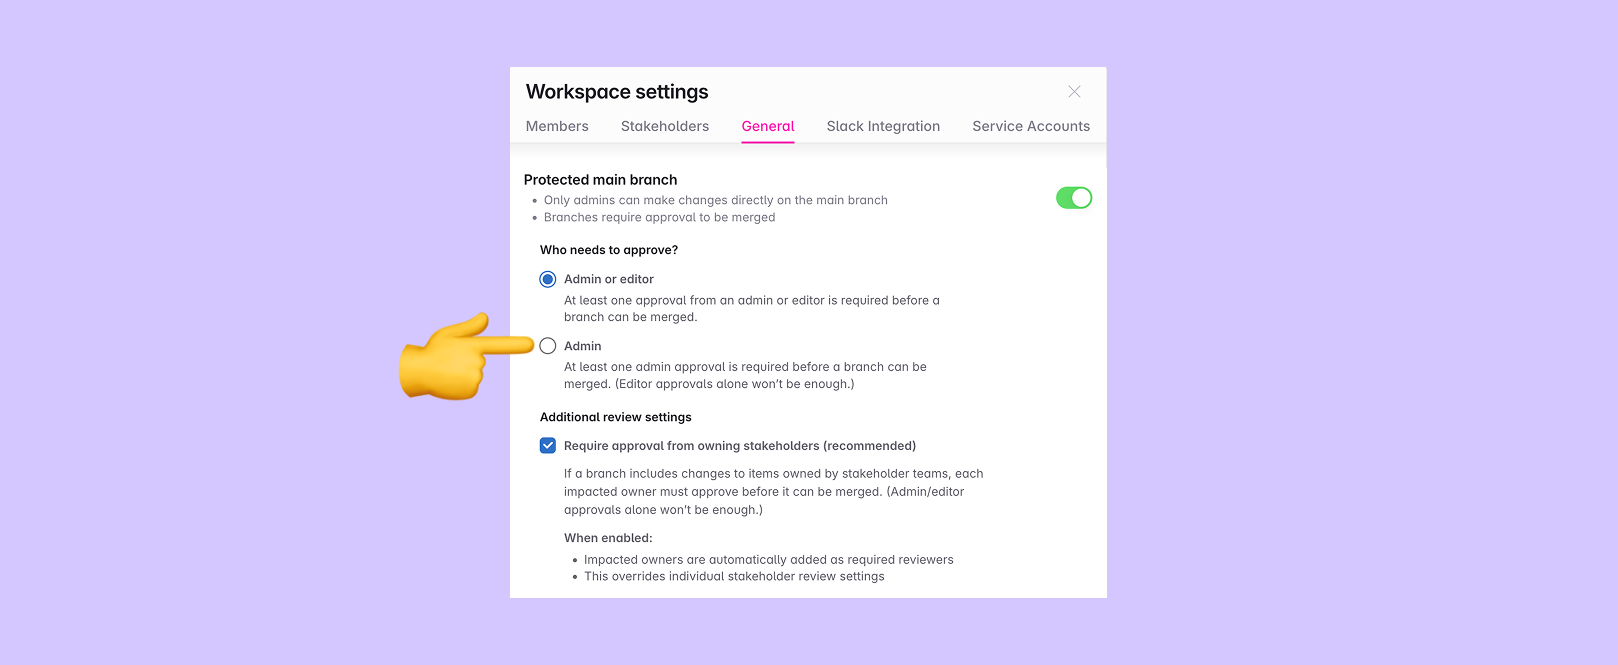 Workspace settings
Members Stakeholders General Slack Integration Service Accounts
Protected main branch
• Only admins can make changes directly on the main branch
• Branches require approval to be merged
Who needs to approve?
Admin or editor
At least one approval from an admin or editor is required before a
branch can be merged.
Admin
At least one admin approval is required before a branch can be
merged. (Editor approvals alone won’t be enough.)
Additional review settings
Require approval from owning stakeholders (recommended)
If a branch includes changes to items owned by stakeholder teams, each
impacted owner must approve before it can be merged. (Admin/editor
approvals alone won’t be enough.)
When enabled:
• Impacted owners are automatically added as required reviewers
• This overrides individual stakeholder review settings